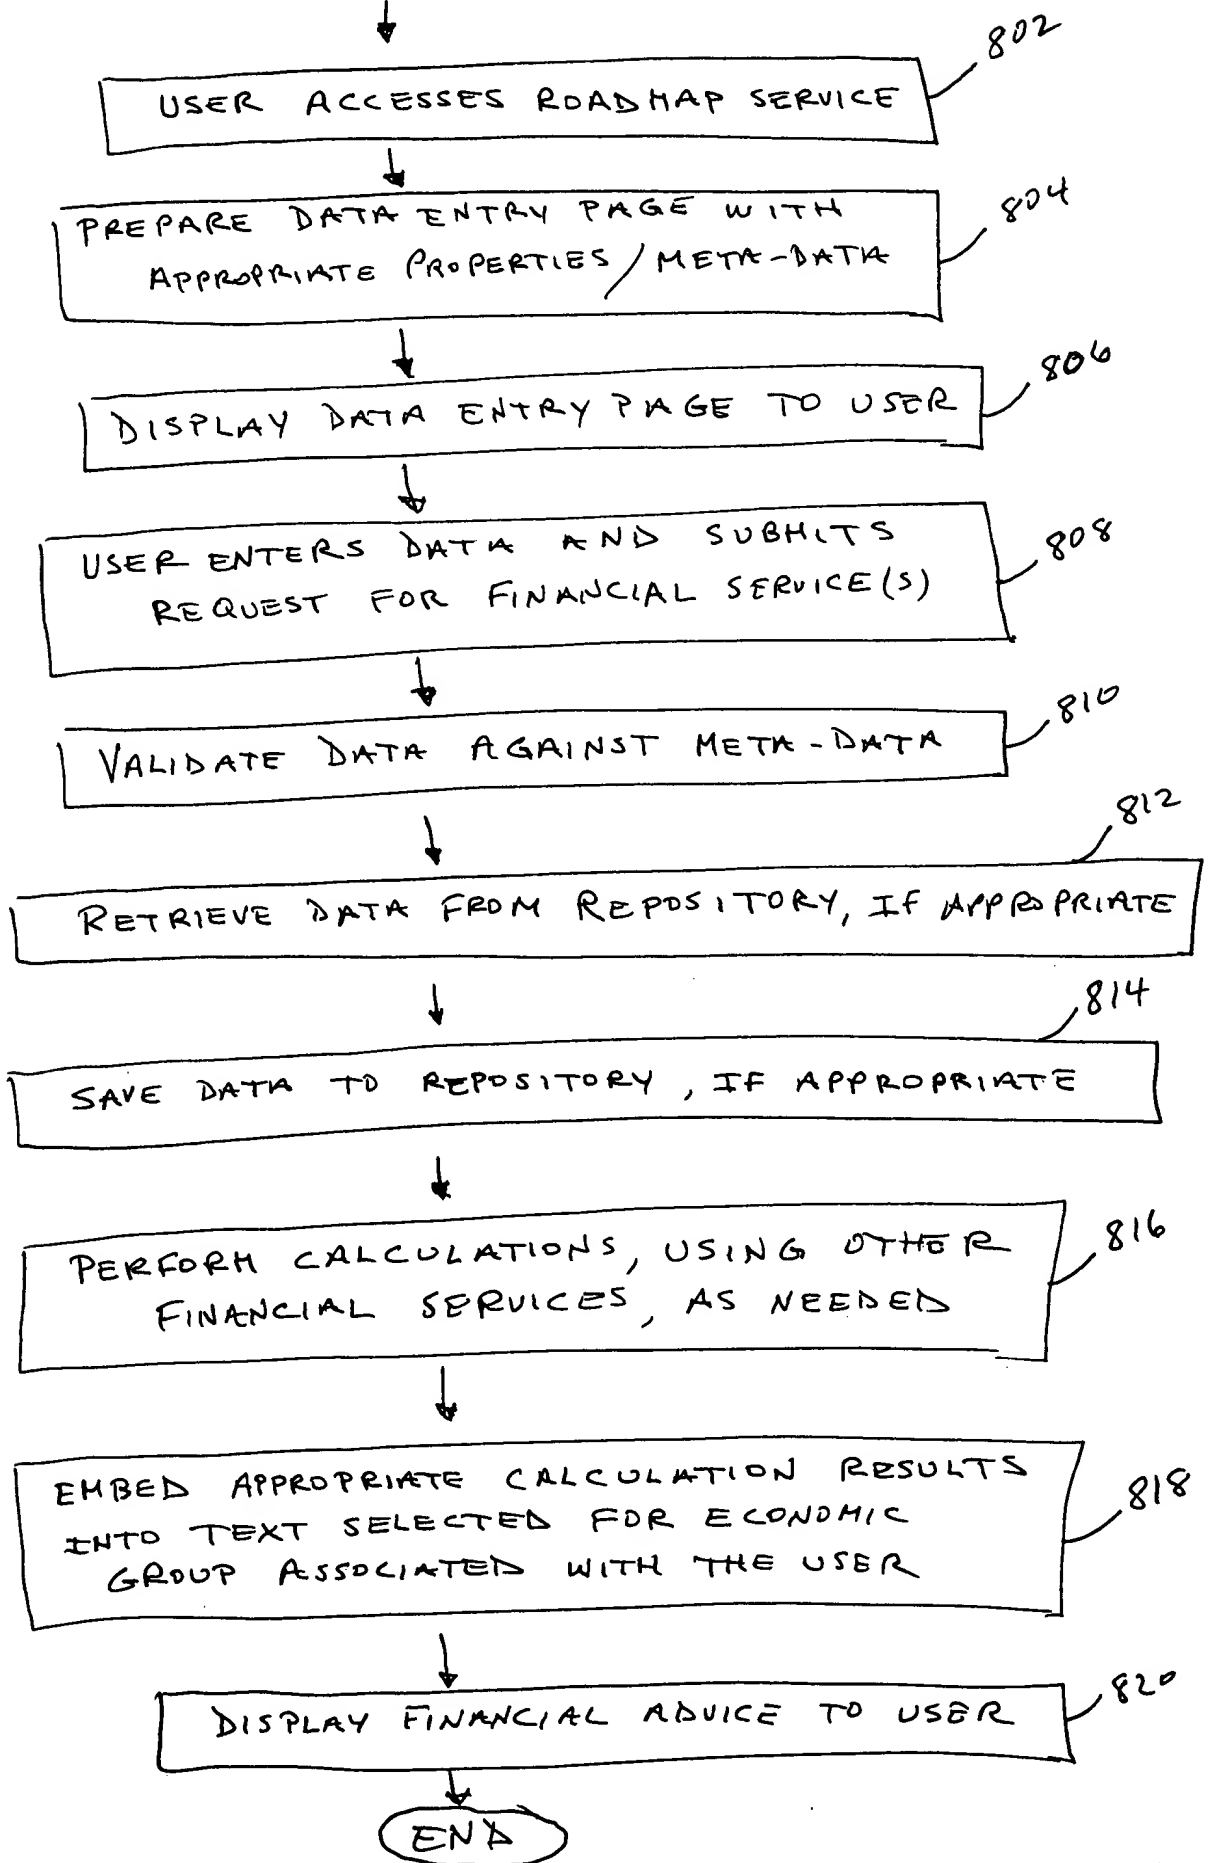 802
USER ACCESSES ROADMAP SERVICE
804
PREPARE DATA ENTRY PAGE WITH
APPROPRIATE PROPERTIES/META-DATA
806
DISPLAY DATA ENTRY PAGE TO USER
808
USER ENTERS DATA AND SUBMITS
REQUEST FOR FINANCIAL SERVICE(S)
810
VALIDATE DATA AGAINST META-DATA
812
RETRIEVE DATA FROM REPOSITORY, IF APPROPRIATE
814
SAVE DATA TO REPOSITORY, IF APPROPRIATE
816
PERFORM CALCULATIONS, USING OTHER
FINANCIAL SERVICES, AS NEEDED
818
EMBED APPROPRIATE CALCULATION RESULTS
INTO TEXT SELECTED FOR ECONOMIC
GROUP ASSOCIATED WITH THE USER
820
DISPLAY FINANCIAL ADVICE TO USER
END